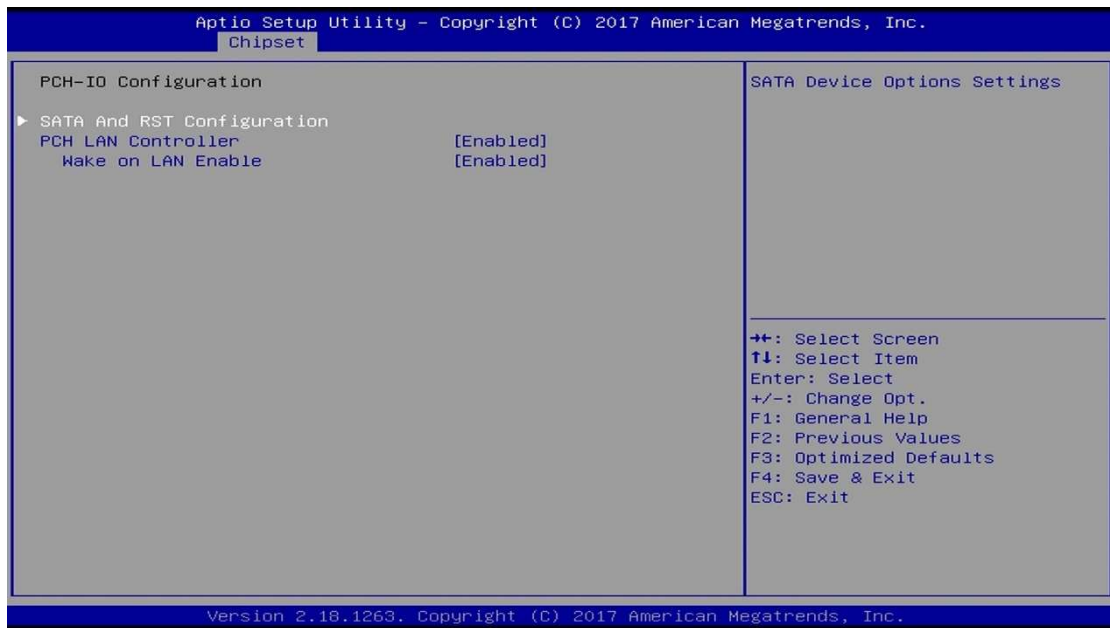 Aptio Setup Utility – Copyright (C) 2017 American Megatrends, Inc.
Chipset
PCH-IO Configuration
► SATA And RST Configuration
PCH LAN Controller [Enabled]
Wake on LAN Enable [Enabled]
SATA Device Options Settings
→←: Select Screen
↑↓: Select Item
Enter: Select
+/-: Change Opt.
F1: General Help
F2: Previous Values
F3: Optimized Defaults
F4: Save & Exit
ESC: Exit
Version 2.18.1263. Copyright (C) 2017 American Megatrends, Inc.